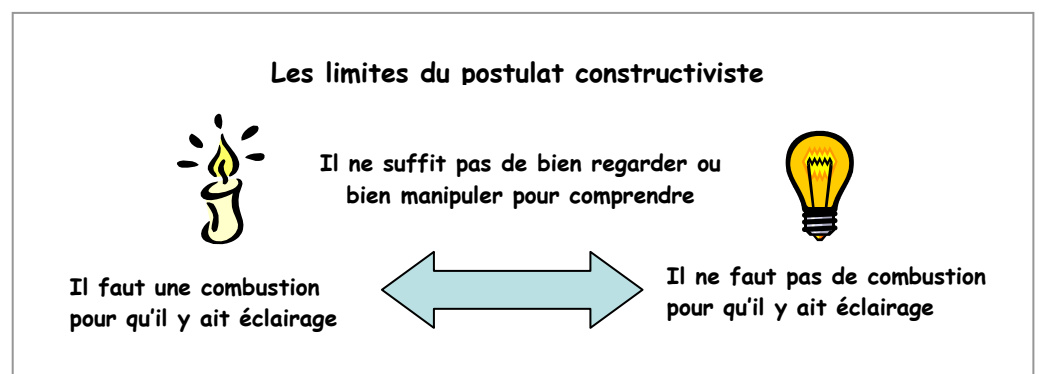 Les limites du postulat constructiviste
Il ne suffit pas de bien regarder ou
bien manipuler pour comprendre
Il faut une combustion
pour qu'il y ait éclairage
Il ne faut pas de combustion
pour qu'il y ait éclairage